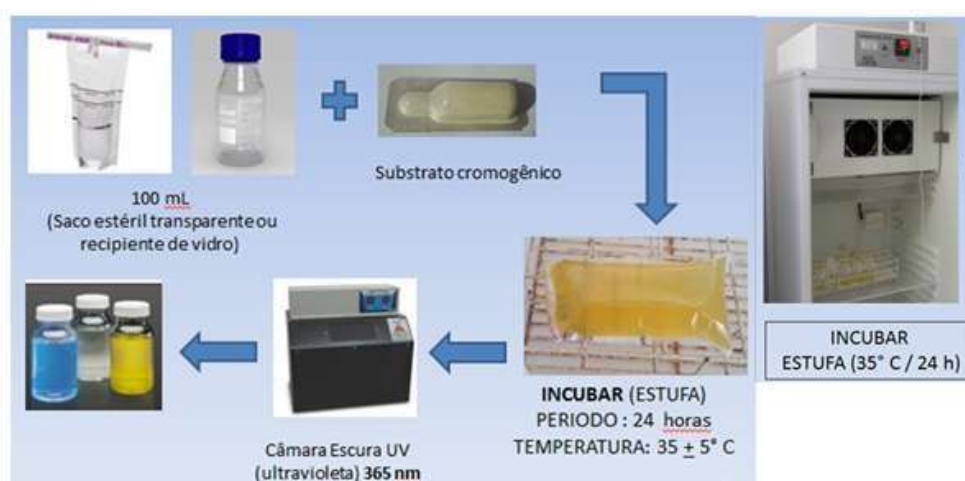 100 mL
(Saco estéril transparente ou
recipiente de vidro)
Substrato cromogênico
INCUBAR (ESTUFA)
PERIODO : 24 horas
TEMPERATURA: 35 ± 5° C
Câmara Escura UV
(ultravioleta) 365 nm
INCUBAR
ESTUFA (35° C / 24 h)